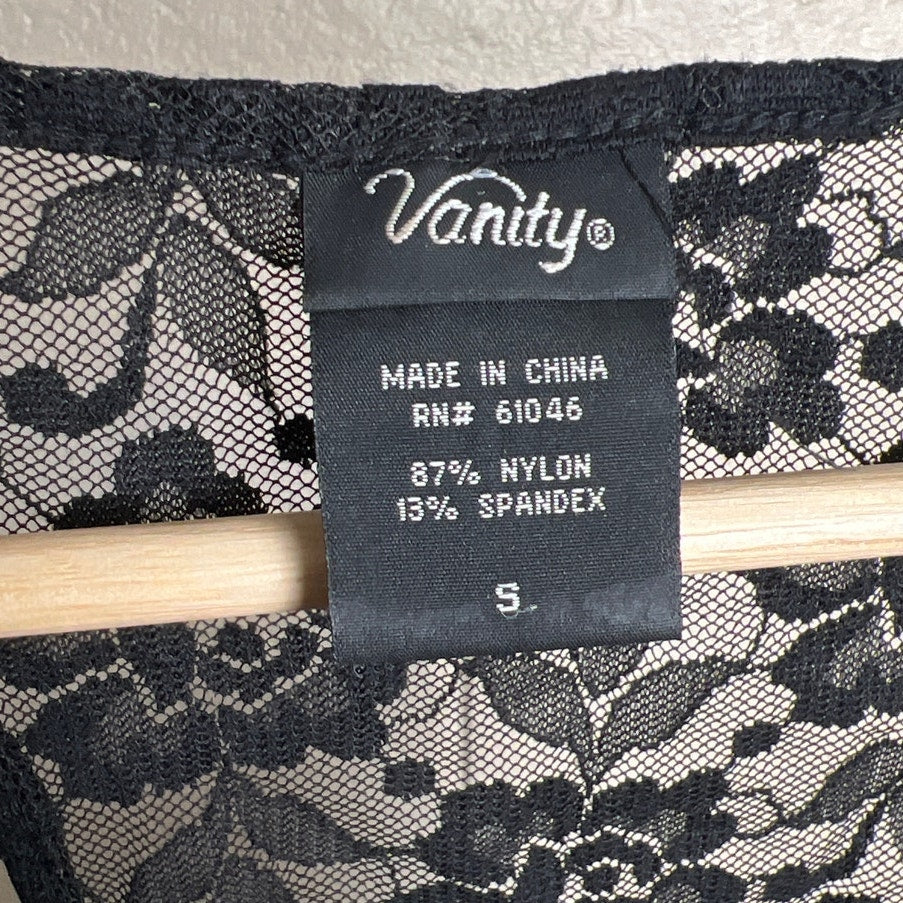 Vanity®
MADE IN CHINA
RN# 61046
87% NYLON
13% SPANDEX
S